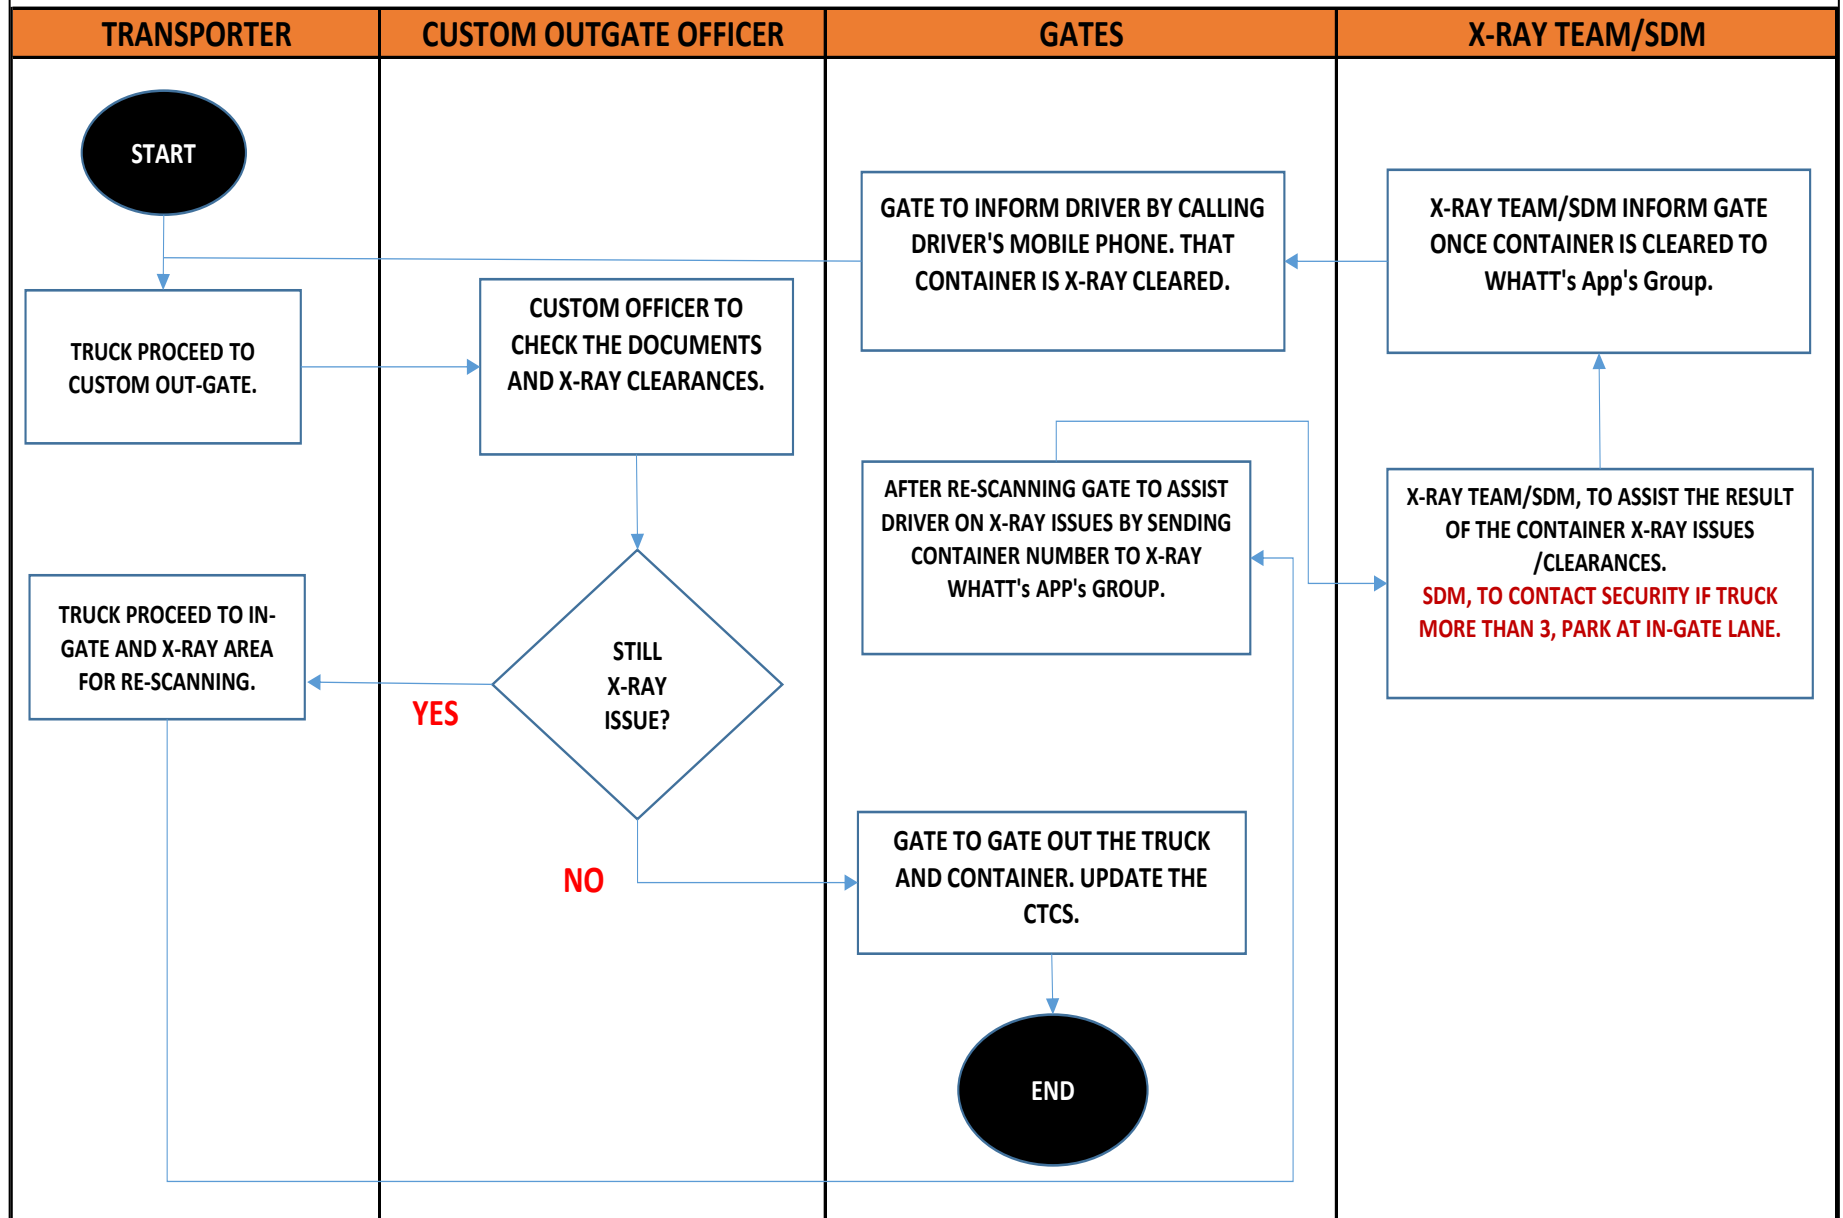 TRANSPORTER
CUSTOM OUTGATE OFFICER
GATES
X-RAY TEAM/SDM
START
TRUCK PROCEED TO
CUSTOM OUT-GATE.
CUSTOM OFFICER TO
CHECK THE DOCUMENTS
AND X-RAY CLEARANCES.
GATE TO INFORM DRIVER BY CALLING
DRIVER'S MOBILE PHONE. THAT
CONTAINER IS X-RAY CLEARED.
X-RAY TEAM/SDM INFORM GATE
ONCE CONTAINER IS CLEARED TO
WHATT's App's Group.
AFTER RE-SCANNING GATE TO ASSIST
DRIVER ON X-RAY ISSUES BY SENDING
CONTAINER NUMBER TO X-RAY
WHATT's APP's GROUP.
X-RAY TEAM/SDM, TO ASSIST THE RESULT
OF THE CONTAINER X-RAY ISSUES
/CLEARANCES.
SDM, TO CONTACT SECURITY IF TRUCK
MORE THAN 3, PARK AT IN-GATE LANE.
TRUCK PROCEED TO IN-
GATE AND X-RAY AREA
FOR RE-SCANNING.
YES
STILL
X-RAY
ISSUE?
NO
GATE TO GATE OUT THE TRUCK
AND CONTAINER. UPDATE THE
CTCS.
END